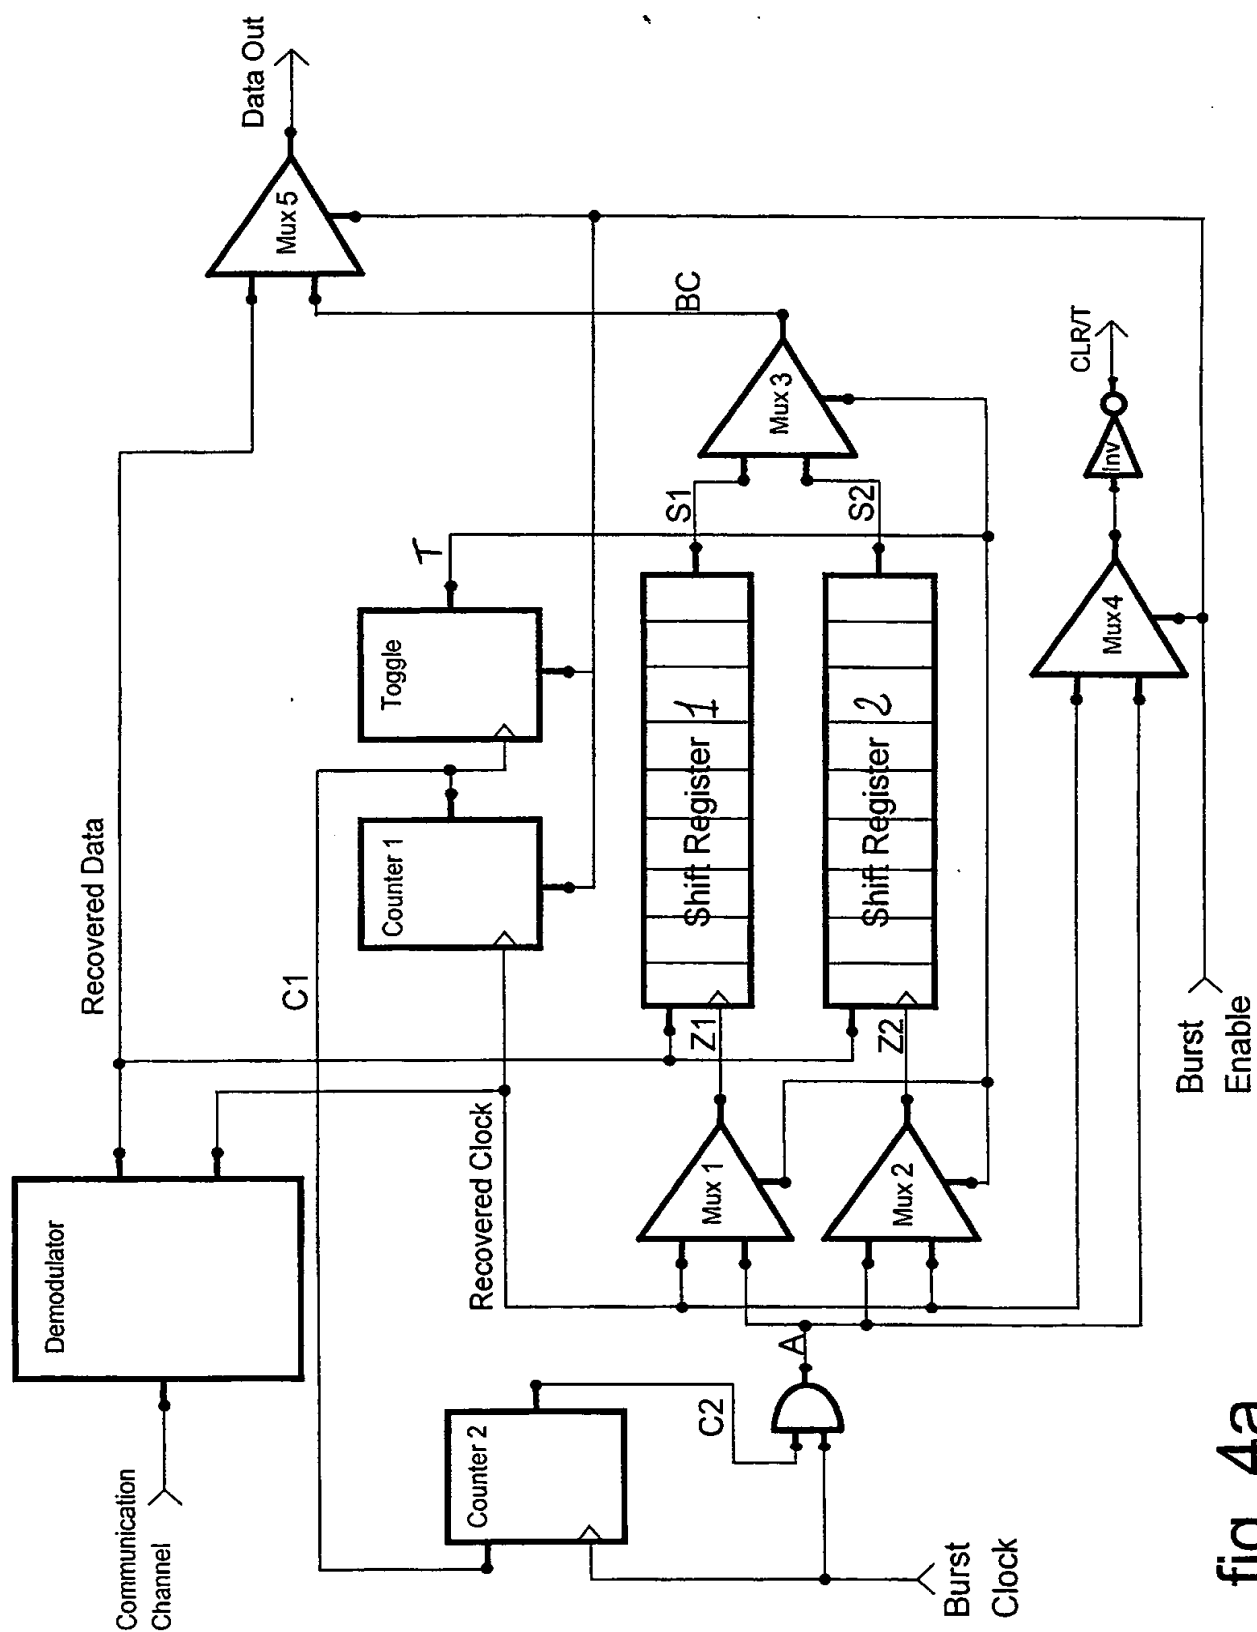 Communication
Channel
Demodulator
Recovered Data
Recovered Clock
C1
Counter 1
Toggle
T
Mux 5
Data Out
Counter 2
C2
A
Burst
Clock
Mux 1
Mux 2
Z1
Z2
Shift Register 1
Shift Register 2
S1
S2
Mux 3
BC
Mux4
Inv
CLR/T
Burst
Enable
fig. 4a